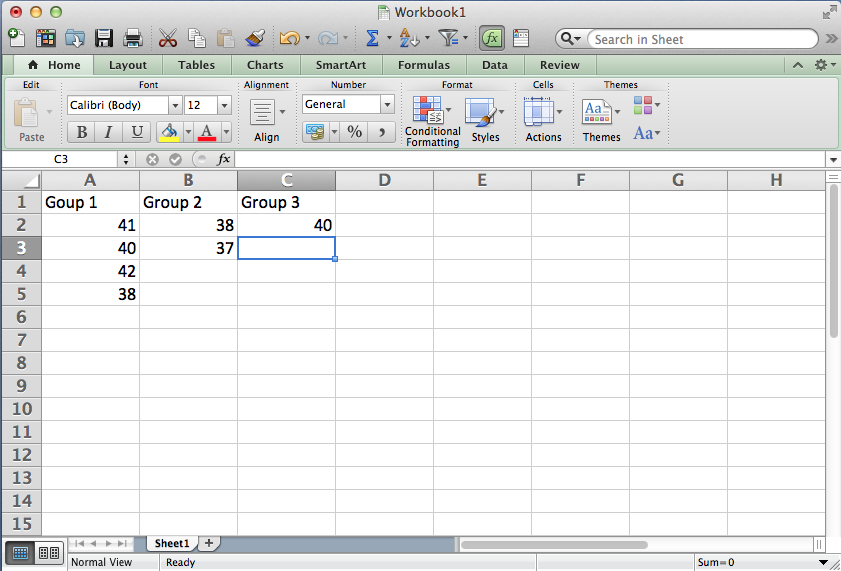 Workbook1
fx
Search in Sheet
Home Layout Tables Charts SmartArt Formulas Data Review
Edit Font Alignment Number Format Cells Themes
Calibri (Body) 12 General
Paste B I U A Align % , Conditional Formatting Styles Actions Aa Themes Aa
C3 fx
A B C D E F G H
1 Goup 1 Group 2 Group 3
2 41 38 40
3 40 37
4 42
5 38
6
7
8
9
10
11
12
13
14
15
Sheet1 +
Normal View Ready Sum=0